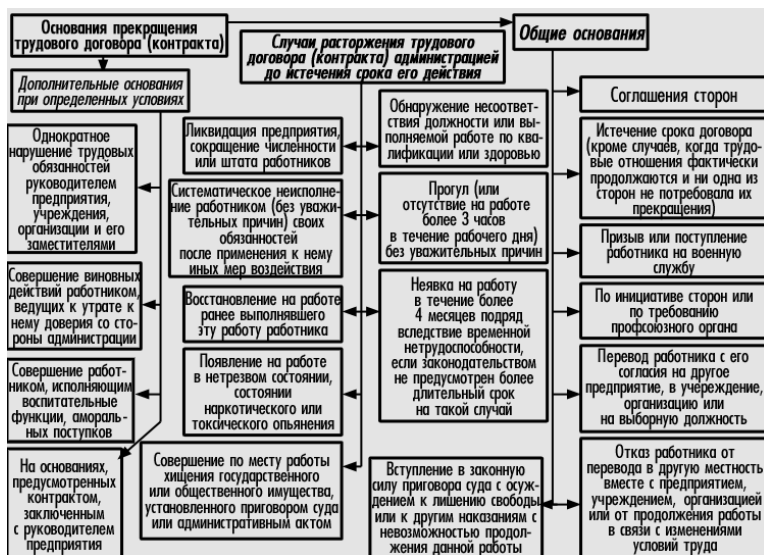 Основания прекращения
трудового договора (контракта)
Случаи расторжения трудового
договора (контракта) администрацией
до истечения срока его действия
Общие основания
Дополнительные основания
при определенных условиях
Однократное
нарушение трудовых
обязанностей
руководителем
предприятия,
учреждения,
организации и его
заместителями
Совершение виновных
действий работником,
ведущих к утрате к
нему доверия со сто-
роны администрации
Совершение работ-
ником, исполняющим
воспитательные
функции, амораль-
ных поступков
На основаниях,
предусмотренных
контрактом,
заключенным
с руководителем
предприятия
Ликвидация предприятия,
сокращение численности
или штата работников
Систематическое неисполне-
ние работником (без уважи-
тельных причин) своих
обязанностей
после применения к нему
иных мер воздействия
Восстановление на работе
ранее выполнявшего
эту работу работника
Появление на работе
в нетрезвом состоянии,
состоянии
наркотического или
токсического опьянения
Совершение по месту работы
хищения государственного
или общественного имущества,
установленного приговором суда
или административным актом
Обнаружение несоответ-
ствия должности или вы-
полняемой работе по ква-
лификации или здоровью
Прогул (или
отсутствие на работе
более 3 часов
в течение рабочего дня)
без уважительных причин
Неявка на работу
в течение более
4 месяцев подряд
вследствие временной
нетрудоспособности,
если законодательством
не предусмотрен более
длительный срок
на такой случай
Вступление в законную
силу приговора суда с осуж-
дением к лишению свободы
или к другим наказаниям с
невозможностью продол-
жения данной работы
Соглашения сторон
Истечение срока договора
(кроме случаев, когда трудо-
вые отношения фактически
продолжаются и ни одна из
сторон не потребовала их
прекращения)
Призыв или поступление
работника на военную
службу
По инициативе сторон или
по требованию
профсоюзного органа
Перевод работника с его
согласия на другое
предприятие, в учереждение,
организацию или
на выборную должность
Отказ работника от
перевода в другую местность
вместе с предприятием,
учреждением, организацией
или от продолжения работы
в связи с изменениями
условий труда